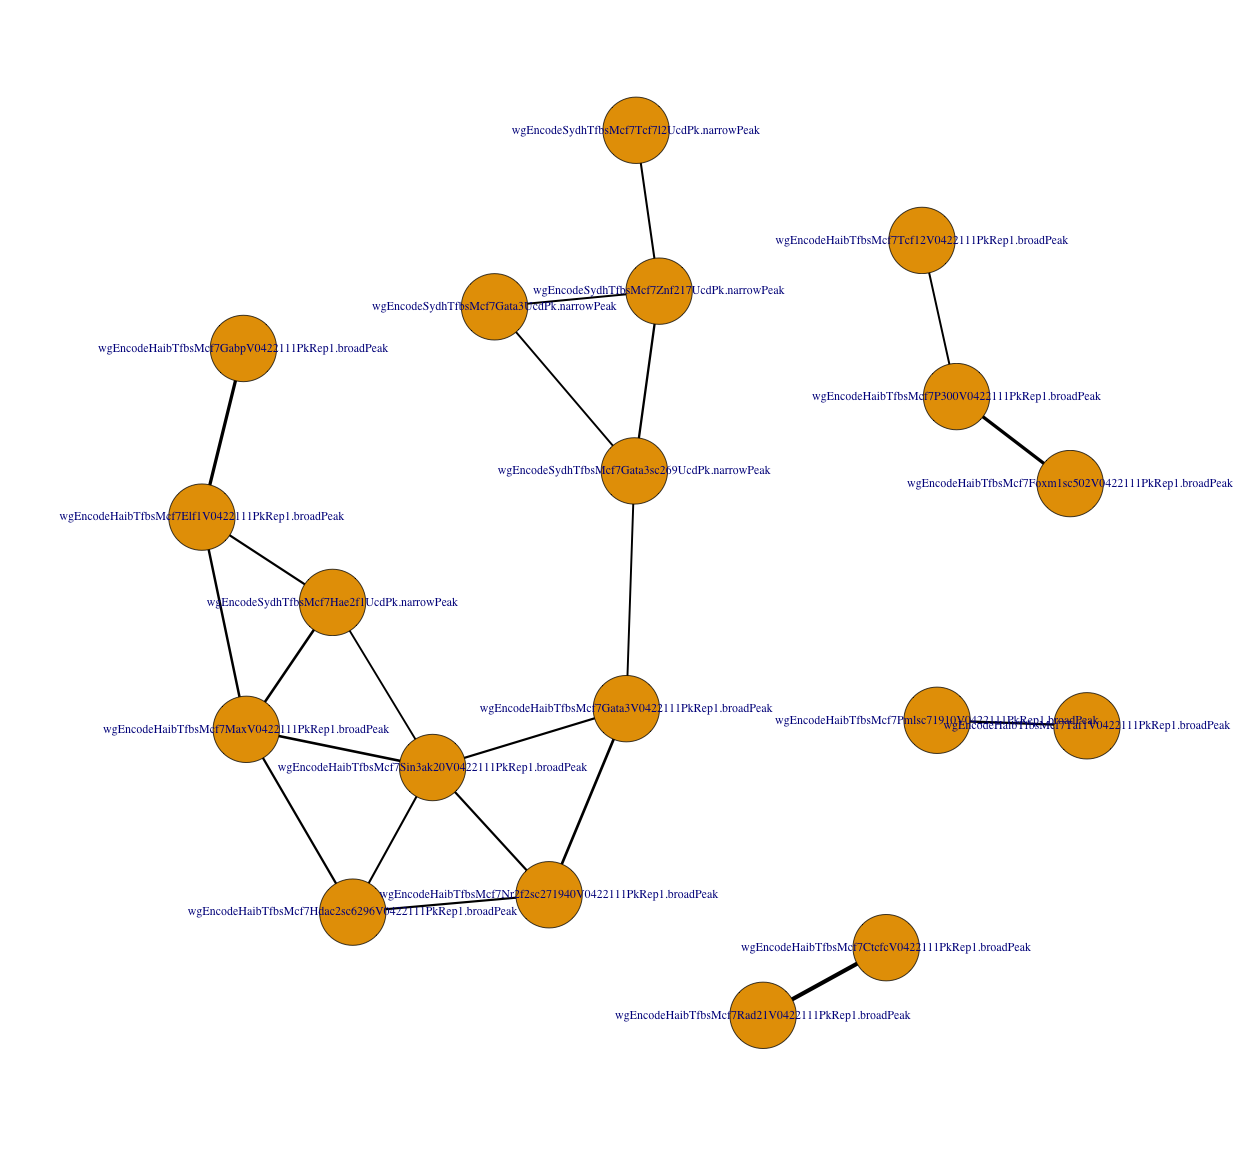 wgEncodeSydhTfbsMcf7Tcf7l2UcdPk.narrowPeak
wgEncodeHaibTfbsMcf7Tcf12V0422111PkRep1.broadPeak
wgEncodeSydhTfbsMcf7Znf217UcdPk.narrowPeak
wgEncodeSydhTfbsMcf7Gata3UcdPk.narrowPeak
wgEncodeHaibTfbsMcf7GabpV0422111PkRep1.broadPeak
wgEncodeHaibTfbsMcf7P300V0422111PkRep1.broadPeak
wgEncodeSydhTfbsMcf7Gata3sc269UcdPk.narrowPeak
wgEncodeHaibTfbsMcf7Foxm1sc502V0422111PkRep1.broadPeak
wgEncodeHaibTfbsMcf7Elf1V0422111PkRep1.broadPeak
wgEncodeSydhTfbsMcf7Hae2f1UcdPk.narrowPeak
wgEncodeHaibTfbsMcf7Gata3V0422111PkRep1.broadPeak
wgEncodeHaibTfbsMcf7Pmlsc71910V0422111PkRep1.broadPeak
wgEncodeHaibTfbsMcf7Taf1V0422111PkRep1.broadPeak
wgEncodeHaibTfbsMcf7MaxV0422111PkRep1.broadPeak
wgEncodeHaibTfbsMcf7Sin3ak20V0422111PkRep1.broadPeak
wgEncodeHaibTfbsMcf7Nr2f2sc271940V0422111PkRep1.broadPeak
wgEncodeHaibTfbsMcf7Hdac2sc6296V0422111PkRep1.broadPeak
wgEncodeHaibTfbsMcf7CtcfcV0422111PkRep1.broadPeak
wgEncodeHaibTfbsMcf7Rad21V0422111PkRep1.broadPeak